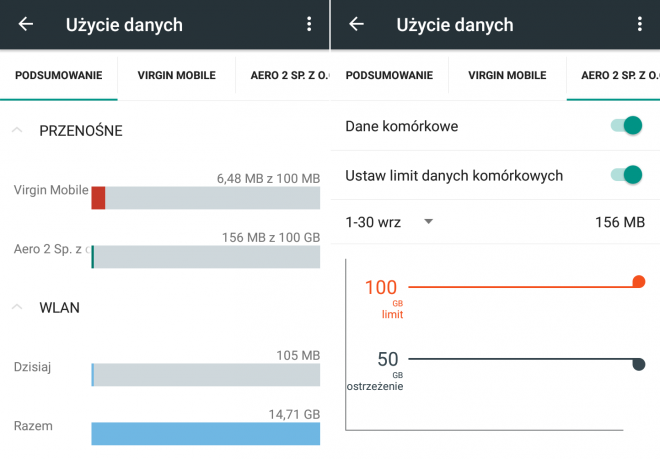 Użycie danych
PODSUMOWANIE VIRGIN MOBILE AERO 2 SP. Z O.
PRZENOŚNE
6,48 MB z 100 MB
Virgin Mobile
156 MB z 100 GB
Aero 2 Sp. z
WLAN
105 MB
Dzisiaj
14,71 GB
Razem
Użycie danych
PODSUMOWANIE VIRGIN MOBILE AERO 2 SP. Z O.
Dane komórkowe
Ustaw limit danych komórkowych
1-30 wrz 156 MB
100
GB
limit
50
GB
ostrzeżenie